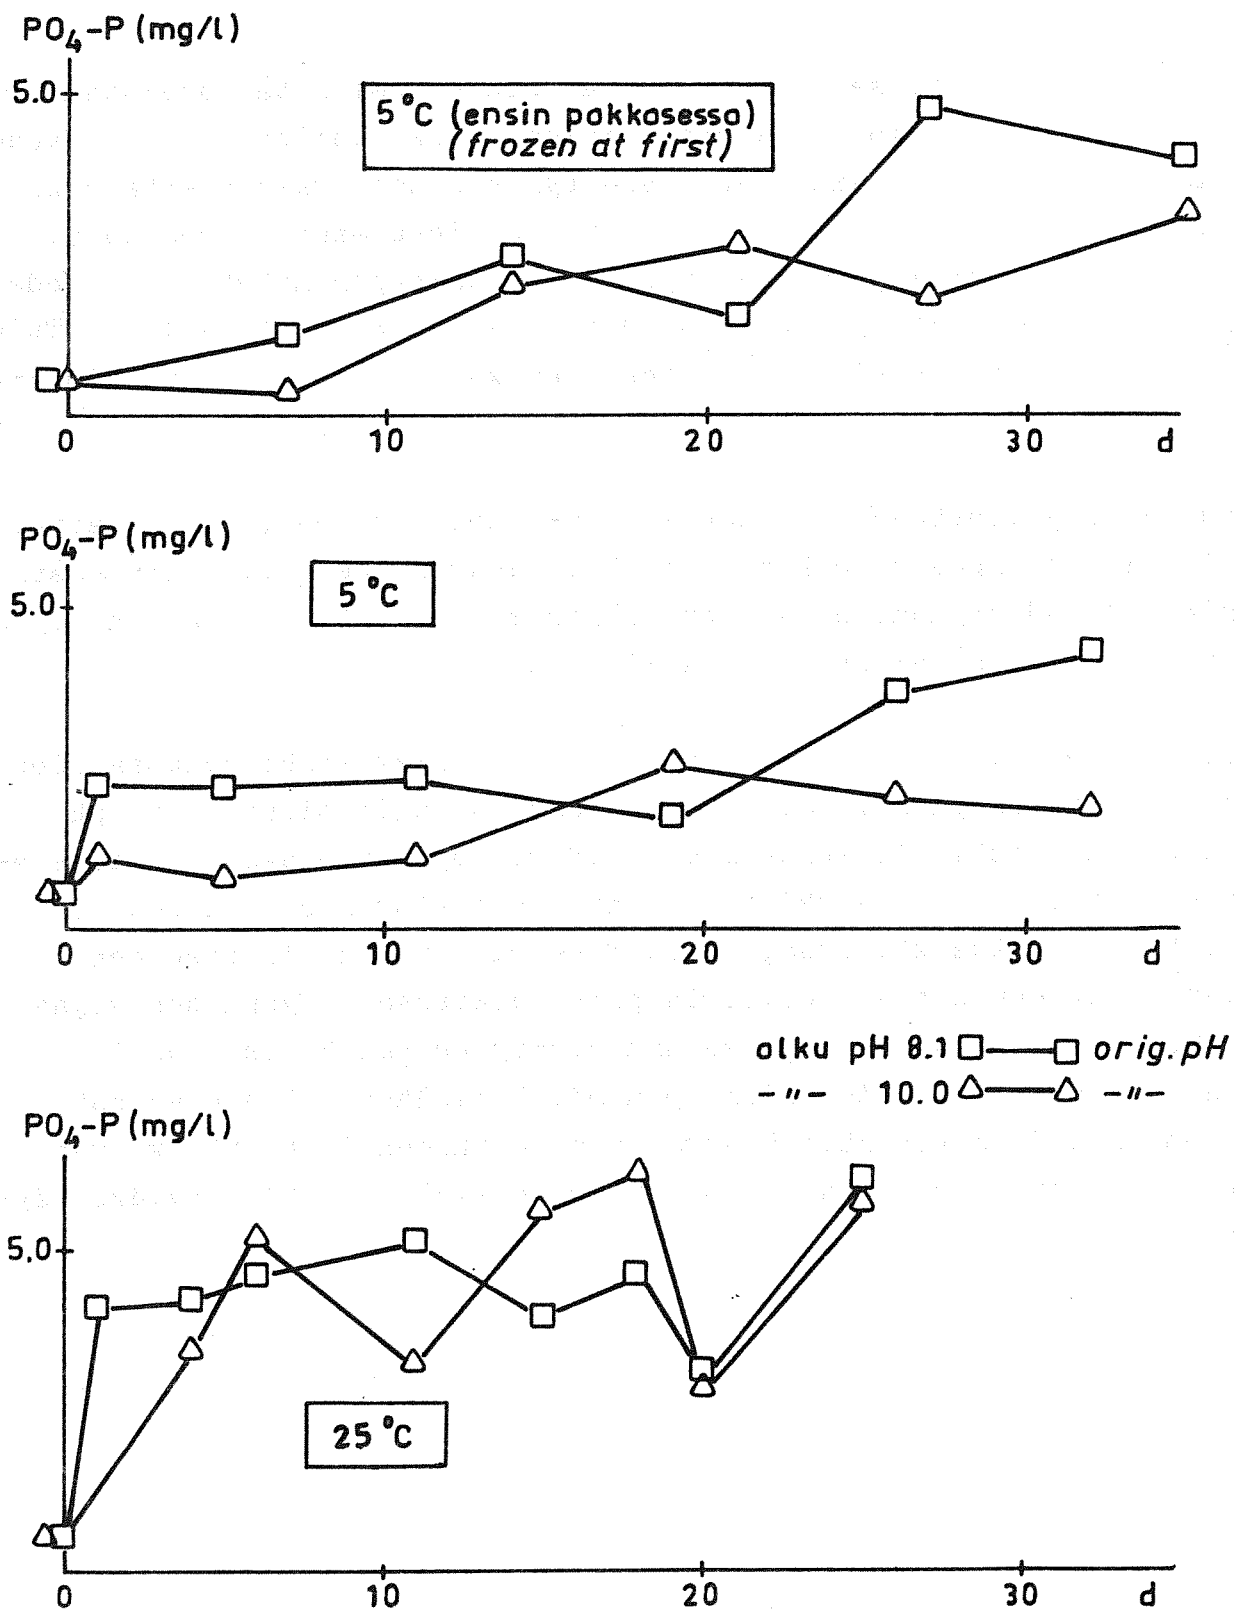 PO₄-P (mg/l)
5.0
5 °C (ensin pakkasessa)
(frozen at first)
0 10 20 30 d
PO₄-P (mg/l)
5.0
5 °C
0 10 20 30 d
alku pH 8.1 orig. pH
-"- 10.0 -"-
PO₄-P (mg/l)
5.0
25 °C
0 10 20 30 d